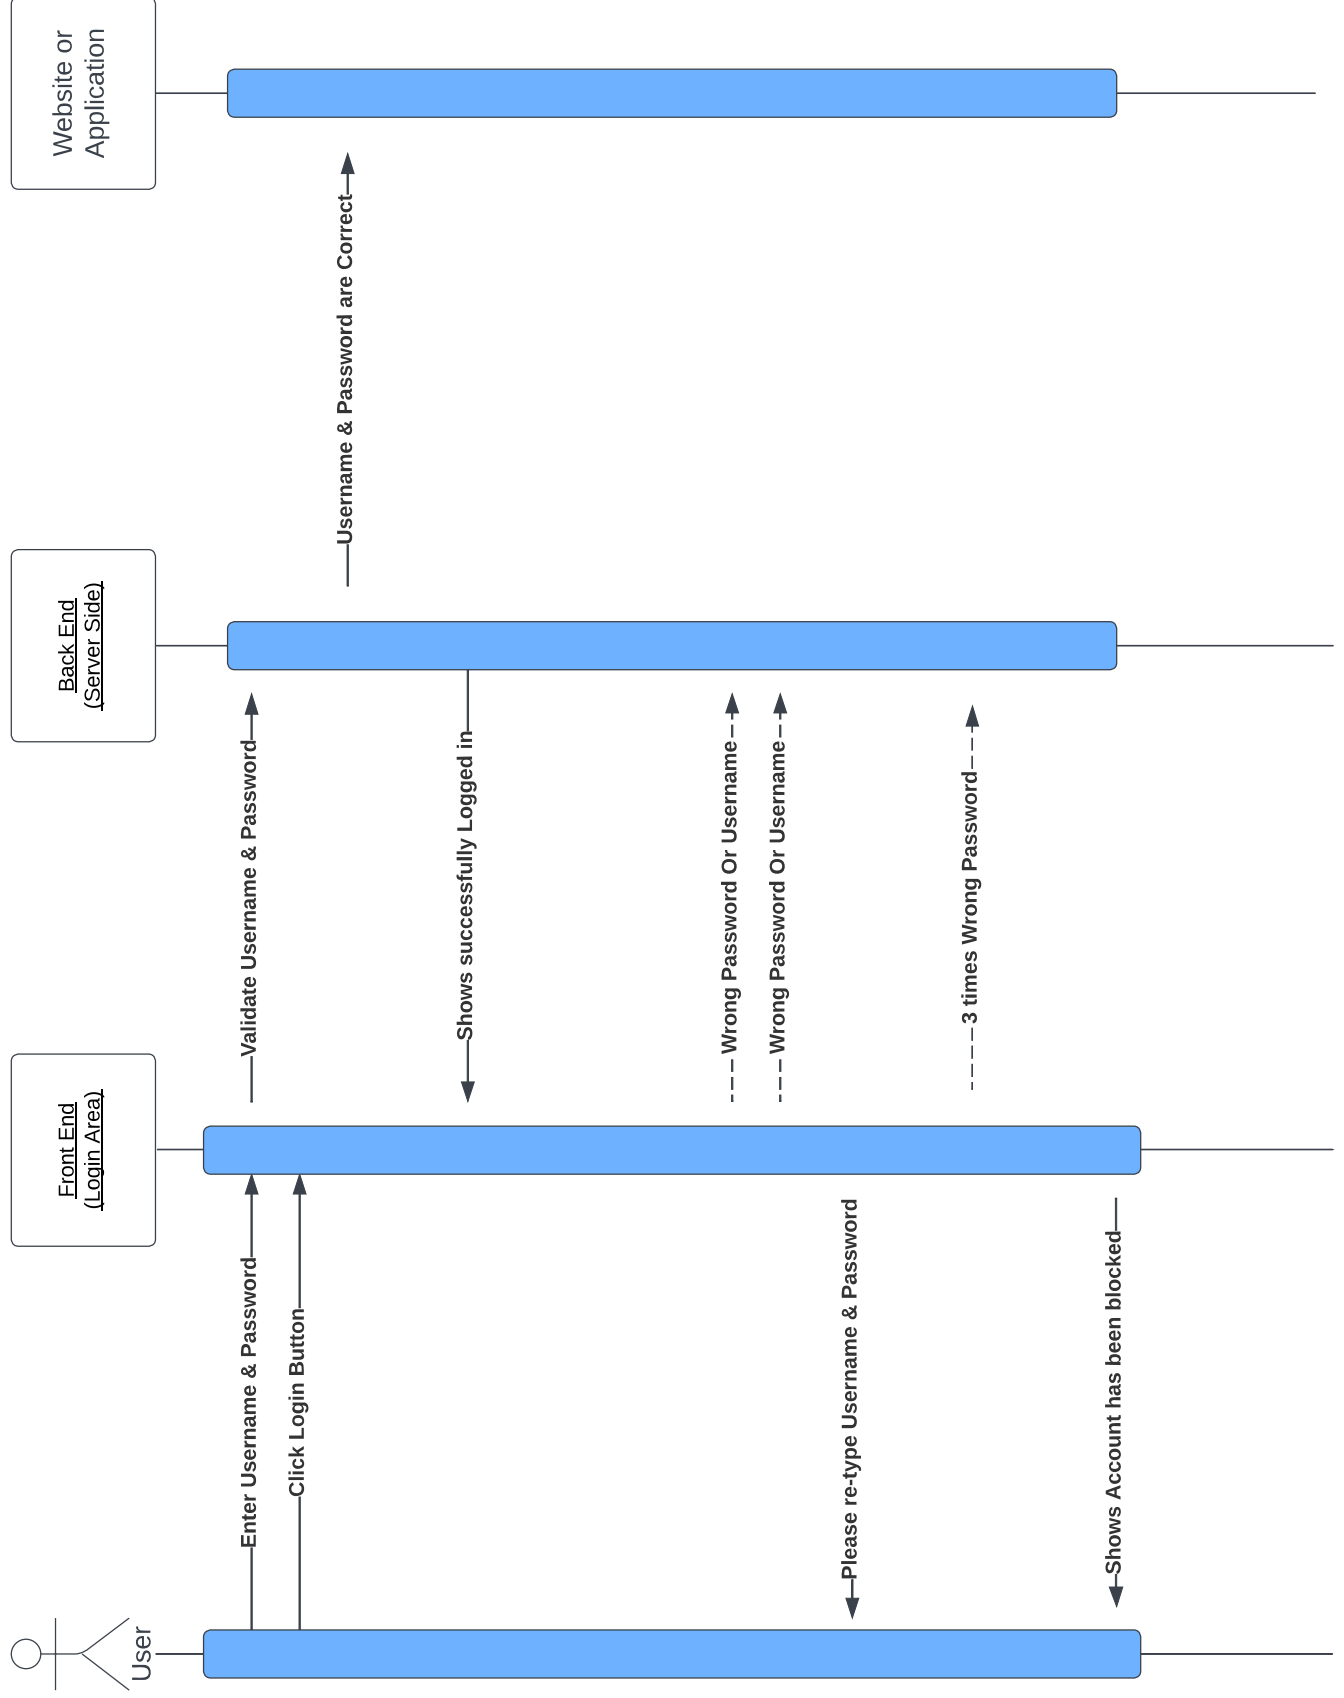 User
Front End
(Login Area)
Back End
(Server Side)
Website or
Application
Enter Username & Password
Validate Username & Password
Click Login Button
Username & Password are Correct
Shows successfully Logged in
Wrong Password Or Username
Wrong Password Or Username
Please re-type Username & Password
3 times Wrong Password
Shows Account has been blocked